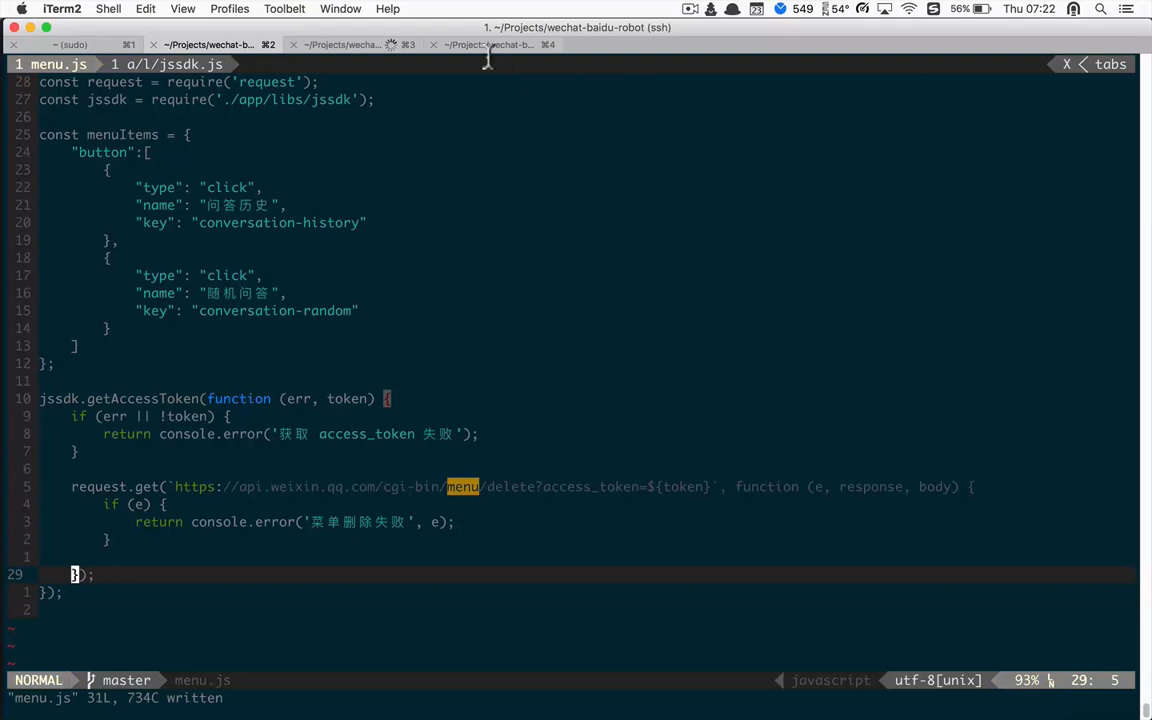 iTerm2 Shell Edit View Profiles Toolbelt Window Help 23 549 54° 56% Thu 07:22
1. ~/Projects/wechat-baidu-robot (ssh)
~ (sudo) ⌘1 ~/Projects/wechat-b... ⌘2 ~/Projects/wecha... ⌘3 ~/Projects/wechat-b... ⌘4
1 menu.js 1 a/l/jssdk.js X < tabs
28 const request = require('request');
27 const jssdk = require('./app/libs/jssdk');
26
25 const menuItems = {
24 "button":[
23 {
22 "type": "click",
21 "name": "问答历史",
20 "key": "conversation-history"
19 },
18 {
17 "type": "click",
16 "name": "随机问答",
15 "key": "conversation-random"
14 }
13 ]
12 };
11
10 jssdk.getAccessToken(function (err, token) {
9 if (err || !token) {
8 return console.error('获取 access_token 失败');
7 }
6
5 request.get(`https://api.weixin.qq.com/cgi-bin/menu/delete?access_token=${token}`, function (e, response, body) {
4 if (e) {
3 return console.error('菜单删除失败', e);
2 }
1
29 });
1 });
2
~
~
~
NORMAL master menu.js javascript utf-8[unix] 93% 29: 5
"menu.js" 31L, 734C written